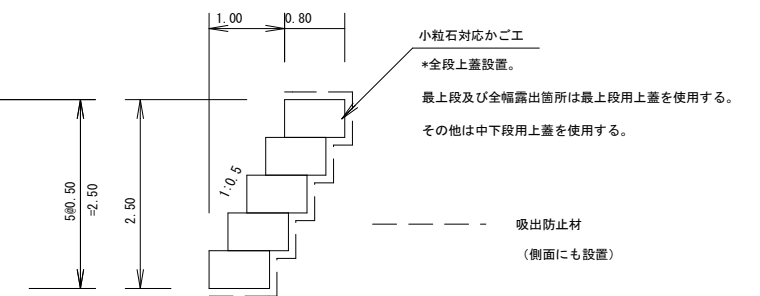 1.00
0.80
小粒石対応かご工
*全段上蓋設置。
最上段及び全幅露出箇所は最上段用上蓋を使用する。
その他は中下段用上蓋を使用する。
5@0.50
=2.50
2.50
1:0.5
吸出防止材
(側面にも設置)